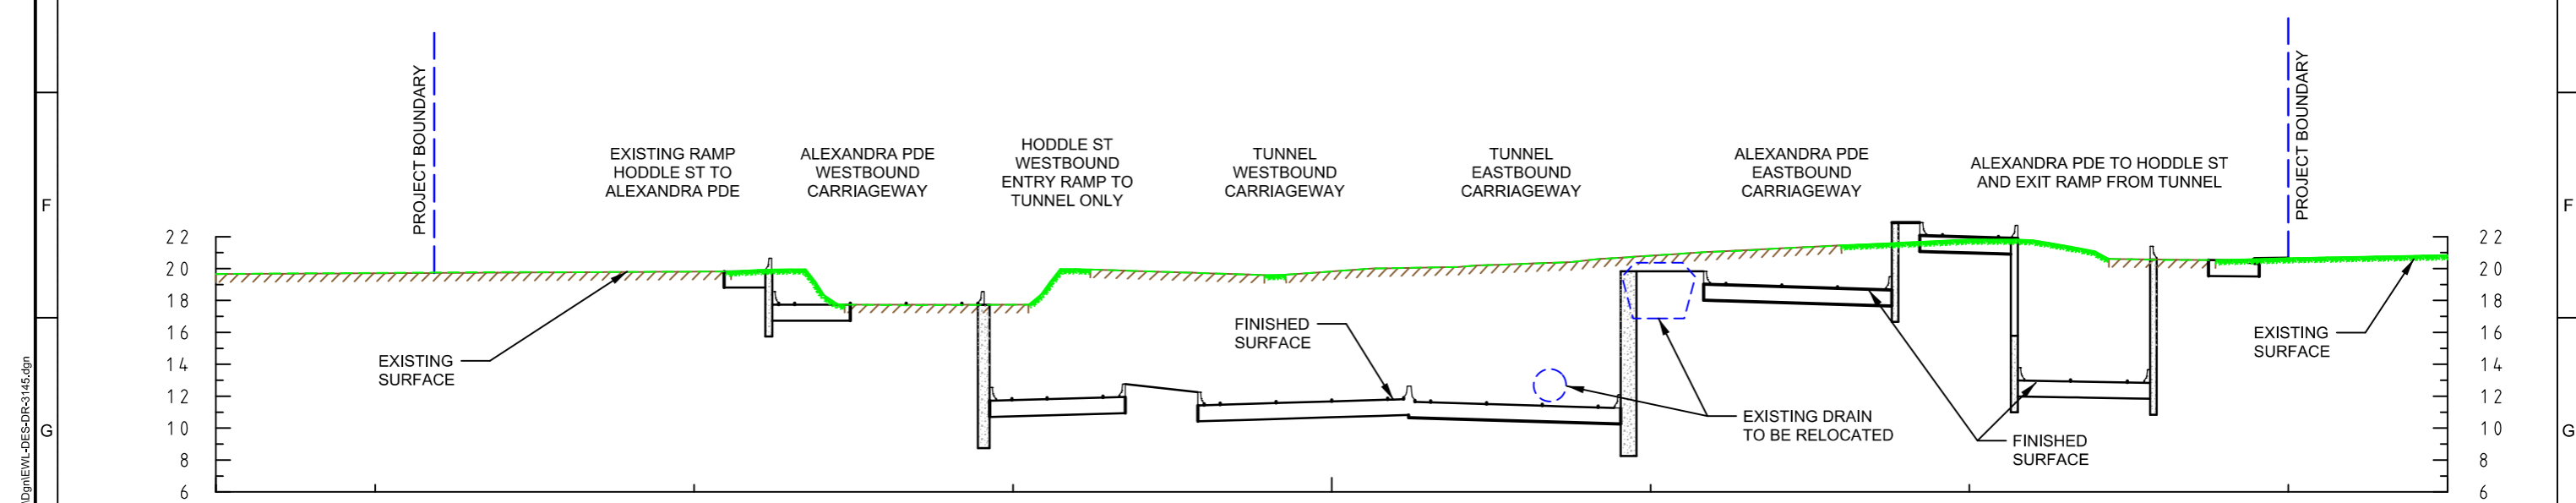 PROJECT BOUNDARY
EXISTING RAMP
HODDLE ST TO
ALEXANDRA PDE
ALEXANDRA PDE
WESTBOUND
CARRIAGEWAY
HODDLE ST
WESTBOUND
ENTRY RAMP TO
TUNNEL ONLY
TUNNEL
WESTBOUND
CARRIAGEWAY
TUNNEL
EASTBOUND
CARRIAGEWAY
ALEXANDRA PDE
EASTBOUND
CARRIAGEWAY
ALEXANDRA PDE TO HODDLE ST
AND EXIT RAMP FROM TUNNEL
PROJECT BOUNDARY
F
F
22
20
18
16
14
12
10
8
6
22
20
18
16
14
12
10
8
6
EXISTING
SURFACE
FINISHED
SURFACE
EXISTING DRAIN
TO BE RELOCATED
FINISHED
SURFACE
EXISTING
SURFACE
G
G
\Dgn\EWL-DES-DR-3145.dgn